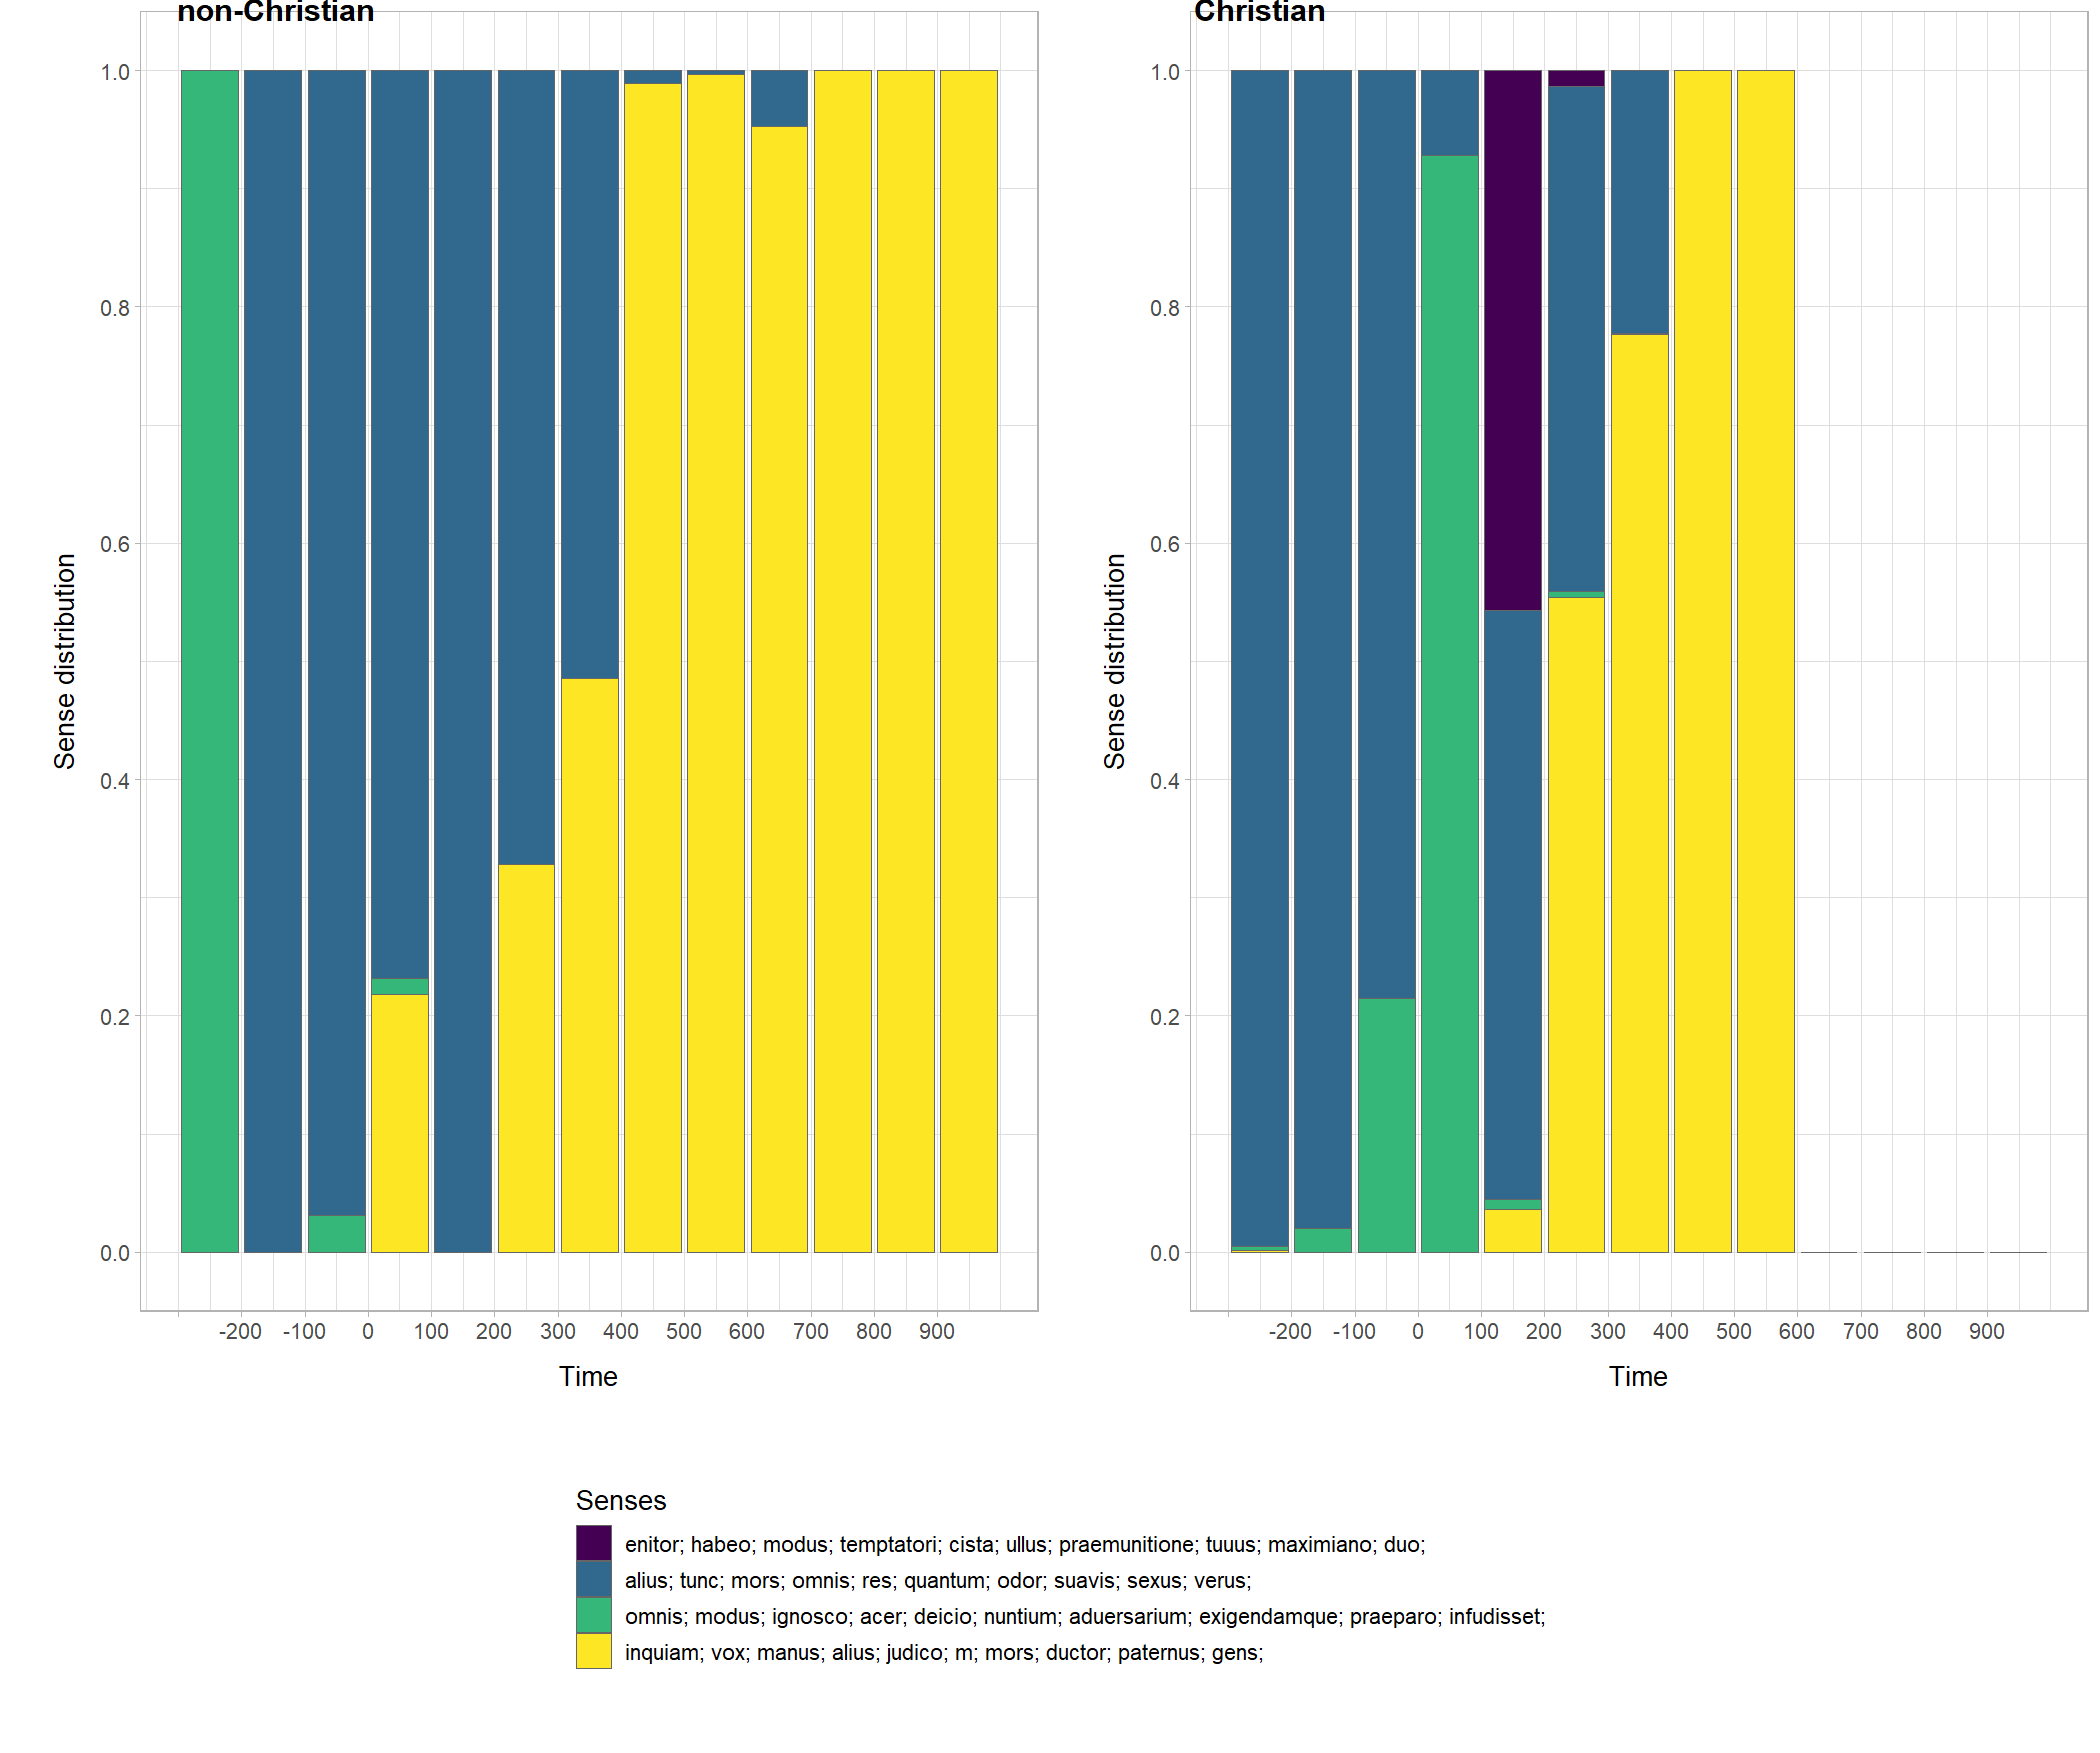 non-Christian
Christian
1.0
0.8
0.6
0.4
0.2
0.0
Sense distribution
-200 -100 0 100 200 300 400 500 600 700 800 900
Time
1.0
0.8
0.6
0.4
0.2
0.0
Sense distribution
-200 -100 0 100 200 300 400 500 600 700 800 900
Time
Senses
enitor; habeo; modus; temptatori; cista; ullus; praemunitione; tuuus; maximiano; duo;
alius; tunc; mors; omnis; res; quantum; odor; suavis; sexus; verus;
omnis; modus; ignosco; acer; deicio; nuntium; aduersarium; exigendamque; praeparo; infudisset;
inquiam; vox; manus; alius; judico; m; mors; ductor; paternus; gens;